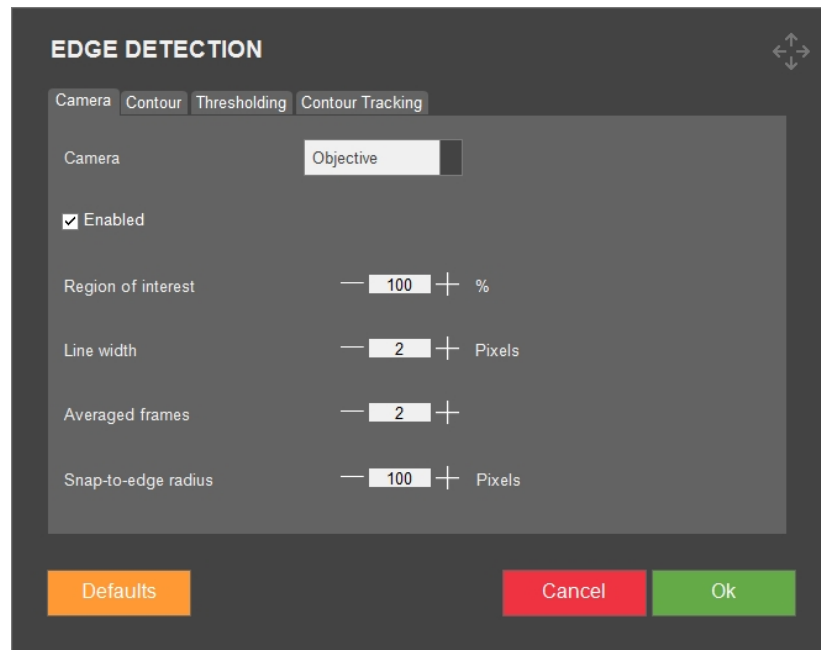 EDGE DETECTION
Camera Contour Thresholding Contour Tracking
Camera Objective
Enabled
Region of interest 100 %
Line width 2 Pixels
Averaged frames 2
Snap-to-edge radius 100 Pixels
Defaults Cancel Ok